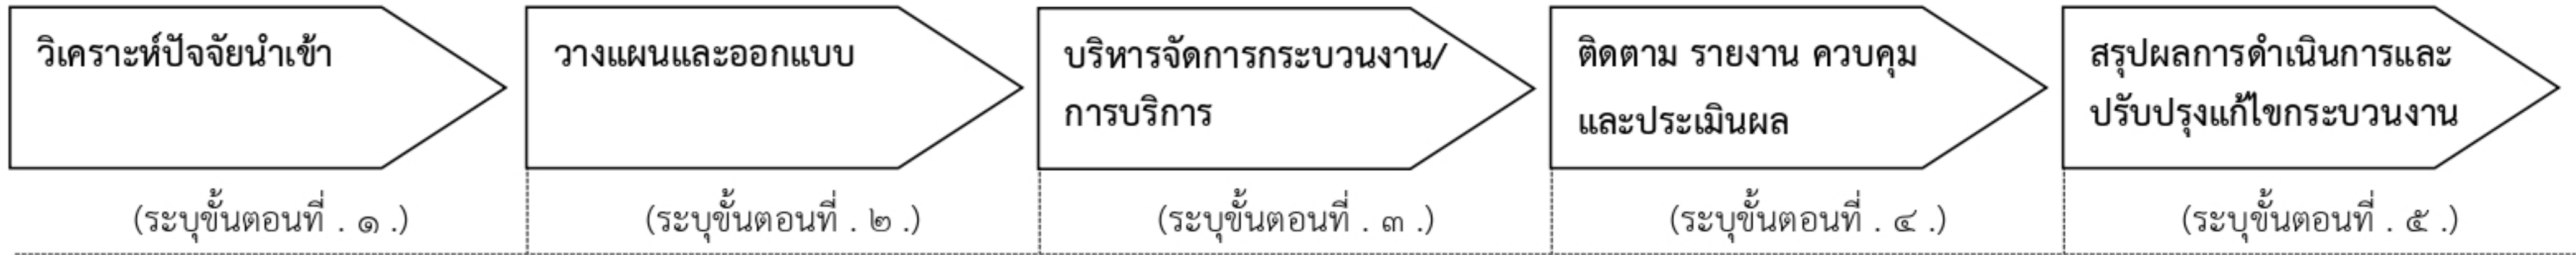 วิเคราะห์ปัจจัยนำเข้า
(ระบุขั้นตอนที่ . ๑ .)
วางแผนและออกแบบ
(ระบุขั้นตอนที่ . ๒ .)
บริหารจัดการกระบวนงาน/
การบริการ
(ระบุขั้นตอนที่ . ๓ .)
ติดตาม รายงาน ควบคุม
และประเมินผล
(ระบุขั้นตอนที่ . ๔ .)
สรุปผลการดำเนินการและ
ปรับปรุงแก้ไขกระบวนงาน
(ระบุขั้นตอนที่ . ๕ .)